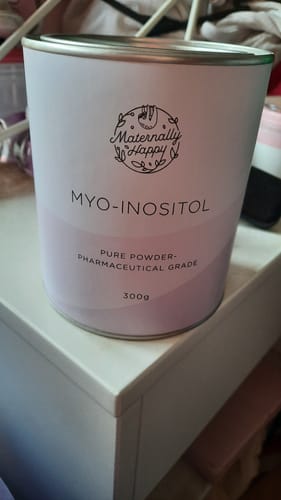 Maternally
Happy
MYO-INOSITOL
PURE POWDER-
PHARMACEUTICAL GRADE
300g